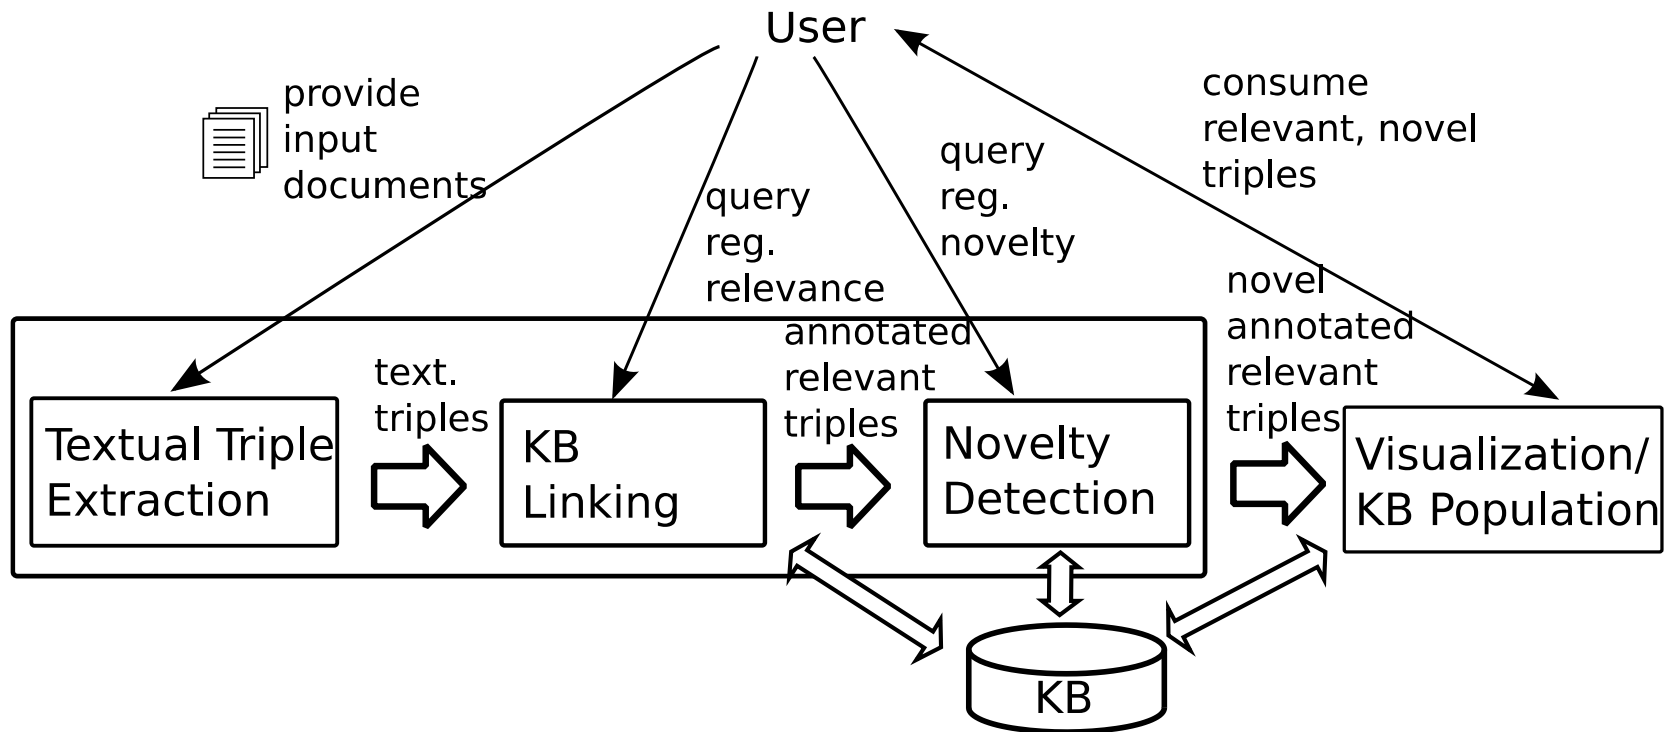 User
provide
input
documents
query
reg.
relevance
query
reg.
novelty
consume
relevant, novel
triples
text.
triples
annotated
relevant
triples
novel
annotated
relevant
triples
Textual Triple
Extraction
KB
Linking
Novelty
Detection
Visualization/
KB Population
KB